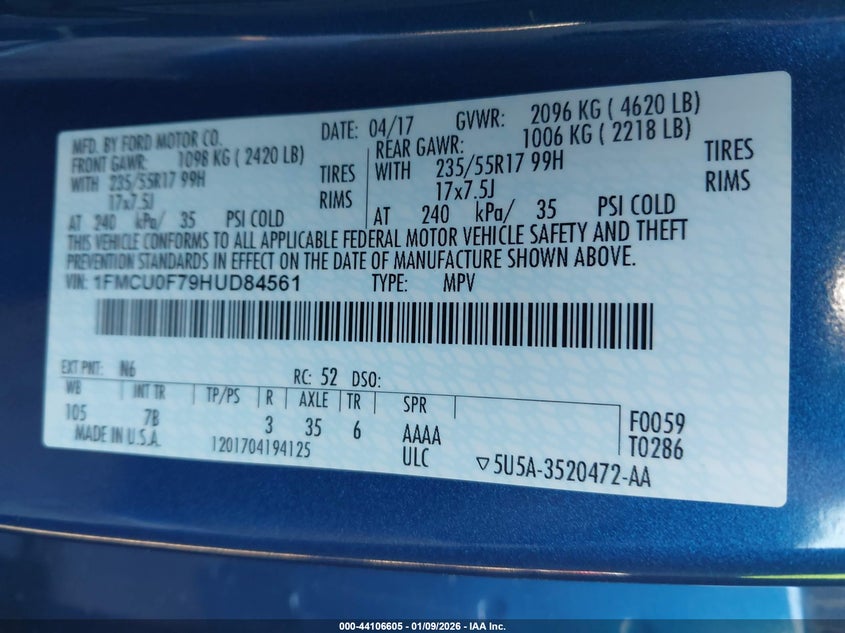 MFD. BY FORD MOTOR CO.
DATE: 04/17 GVWR: 2096 KG ( 4620 LB)
FRONT GAWR: 1098 KG ( 2420 LB)
REAR GAWR: 1006 KG ( 2218 LB)
WITH 235/55R17 99H TIRES
WITH 235/55R17 99H TIRES
17x7.5J RIMS
17x7.5J RIMS
AT 240 kPa/ 35 PSI COLD
AT 240 kPa/ 35 PSI COLD
THIS VEHICLE CONFORMS TO ALL APPLICABLE FEDERAL MOTOR VEHICLE SAFETY AND THEFT
PREVENTION STANDARDS IN EFFECT ON THE DATE OF MANUFACTURE SHOWN ABOVE.
VIN: 1FMCU0F79HUD84561 TYPE: MPV
EXT PNT: N6 RC: 52 DSO:
WB INT TR TP/PS R AXLE TR SPR
105 7B 3 35 6 AAAA F0059
MADE IN U.S.A. 1201704194125 ULC T0286
▽5U5A-3520472-AA
000-44106605 - 01/09/2026 - IAA Inc.